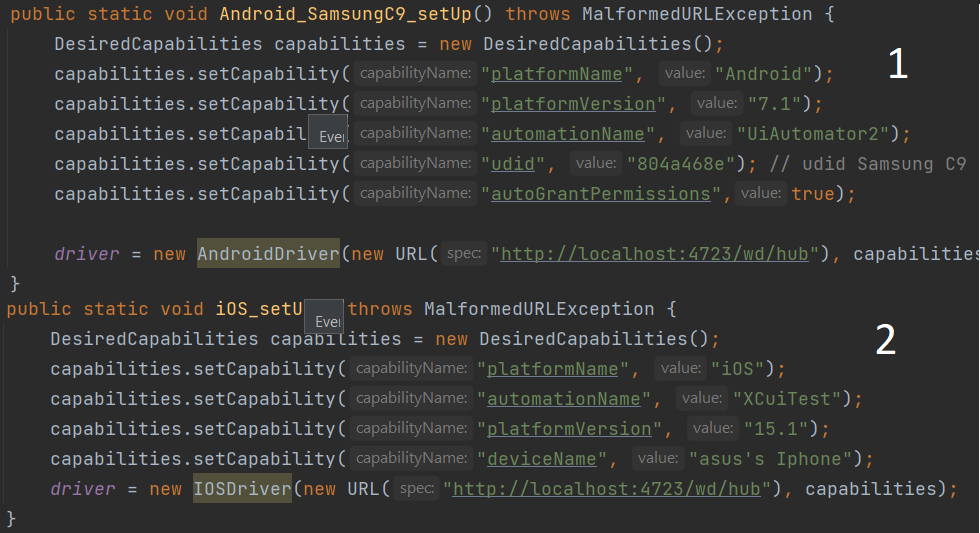 public static void Android_SamsungC9_setUp() throws MalformedURLException {
DesiredCapabilities capabilities = new DesiredCapabilities();
1
capabilities.setCapability( capabilityName: "platformName", value: "Android");
capabilities.setCapability( capabilityName: "platformVersion", value: "7.1");
capabilities.setCapabil Even capabilityName: "automationName", value: "UiAutomator2");
capabilities.setCapability( capabilityName: "udid", value: "804a468e"); // udid Samsung C9
capabilities.setCapability( capabilityName: "autoGrantPermissions", value: true);
driver = new AndroidDriver(new URL( spec: "http://localhost:4723/wd/hub"), capabilities
}
public static void iOS_setU Even throws MalformedURLException {
DesiredCapabilities capabilities = new DesiredCapabilities();
2
capabilities.setCapability( capabilityName: "platformName", value: "iOS");
capabilities.setCapability( capabilityName: "automationName", value: "XCuiTest");
capabilities.setCapability( capabilityName: "platformVersion", value: "15.1");
capabilities.setCapability( capabilityName: "deviceName", value: "asus's Iphone");
driver = new IOSDriver(new URL( spec: "http://localhost:4723/wd/hub"), capabilities);
}